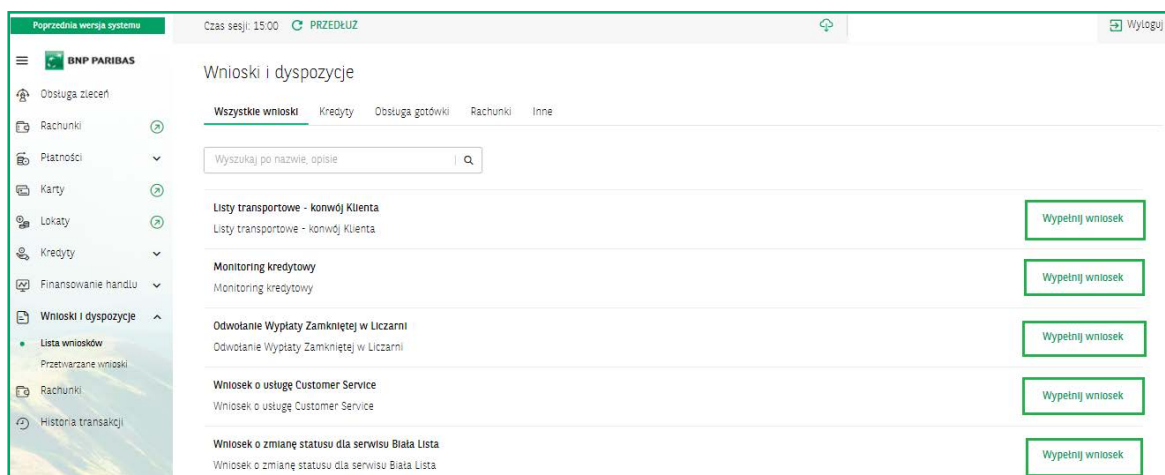 Poprzednia wersja systemu
Czas sesji: 15:00 PRZEDŁUŻ
Wyloguj
BNP PARIBAS
Obsługa zleceń
Rachunki
Płatności
Karty
Lokaty
Kredyty
Finansowanie handlu
Wnioski i dyspozycje
Lista wniosków
Przetwarzane wnioski
Rachunki
Historia transakcji
Wnioski i dyspozycje
Wszystkie wnioski Kredyty Obsługa gotówki Rachunki Inne
Wyszukaj po nazwie, opisie
Listy transportowe - konwój Klienta
Listy transportowe - konwój Klienta
Wypełnij wniosek
Monitoring kredytowy
Monitoring kredytowy
Wypełnij wniosek
Odwołanie Wypłaty Zamkniętej w Liczarni
Odwołanie Wypłaty Zamkniętej w Liczarni
Wypełnij wniosek
Wniosek o usługę Customer Service
Wniosek o usługę Customer Service
Wypełnij wniosek
Wniosek o zmianę statusu dla serwisu Biała Lista
Wniosek o zmianę statusu dla serwisu Biała Lista
Wypełnij wniosek